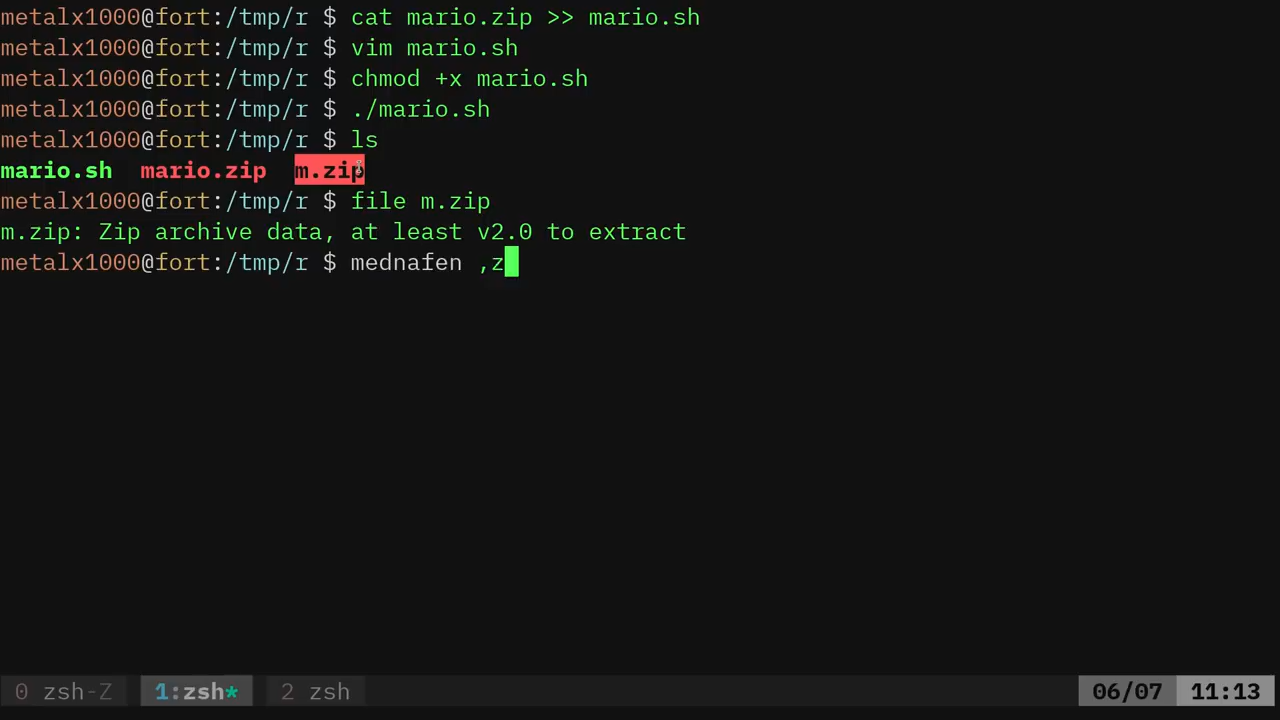 metalx1000@fort:/tmp/r $ cat mario.zip >> mario.sh
metalx1000@fort:/tmp/r $ vim mario.sh
metalx1000@fort:/tmp/r $ chmod +x mario.sh
metalx1000@fort:/tmp/r $ ./mario.sh
metalx1000@fort:/tmp/r $ ls
mario.sh  mario.zip  m.zip
metalx1000@fort:/tmp/r $ file m.zip
m.zip: Zip archive data, at least v2.0 to extract
metalx1000@fort:/tmp/r $ mednafen ,z
0 zsh-Z  1:zsh*  2 zsh  06/07  11:13